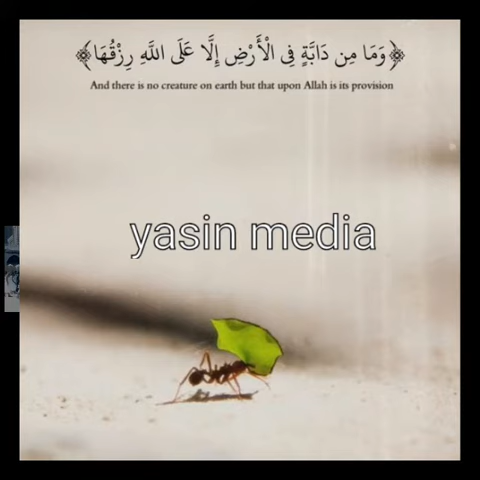 ﴿وَمَا مِن دَابَّةٍ فِي الْأَرْضِ إِلَّا عَلَى اللَّهِ رِزْقُهَا﴾
And there is no creature on earth but that upon Allah is its provision
yasin media